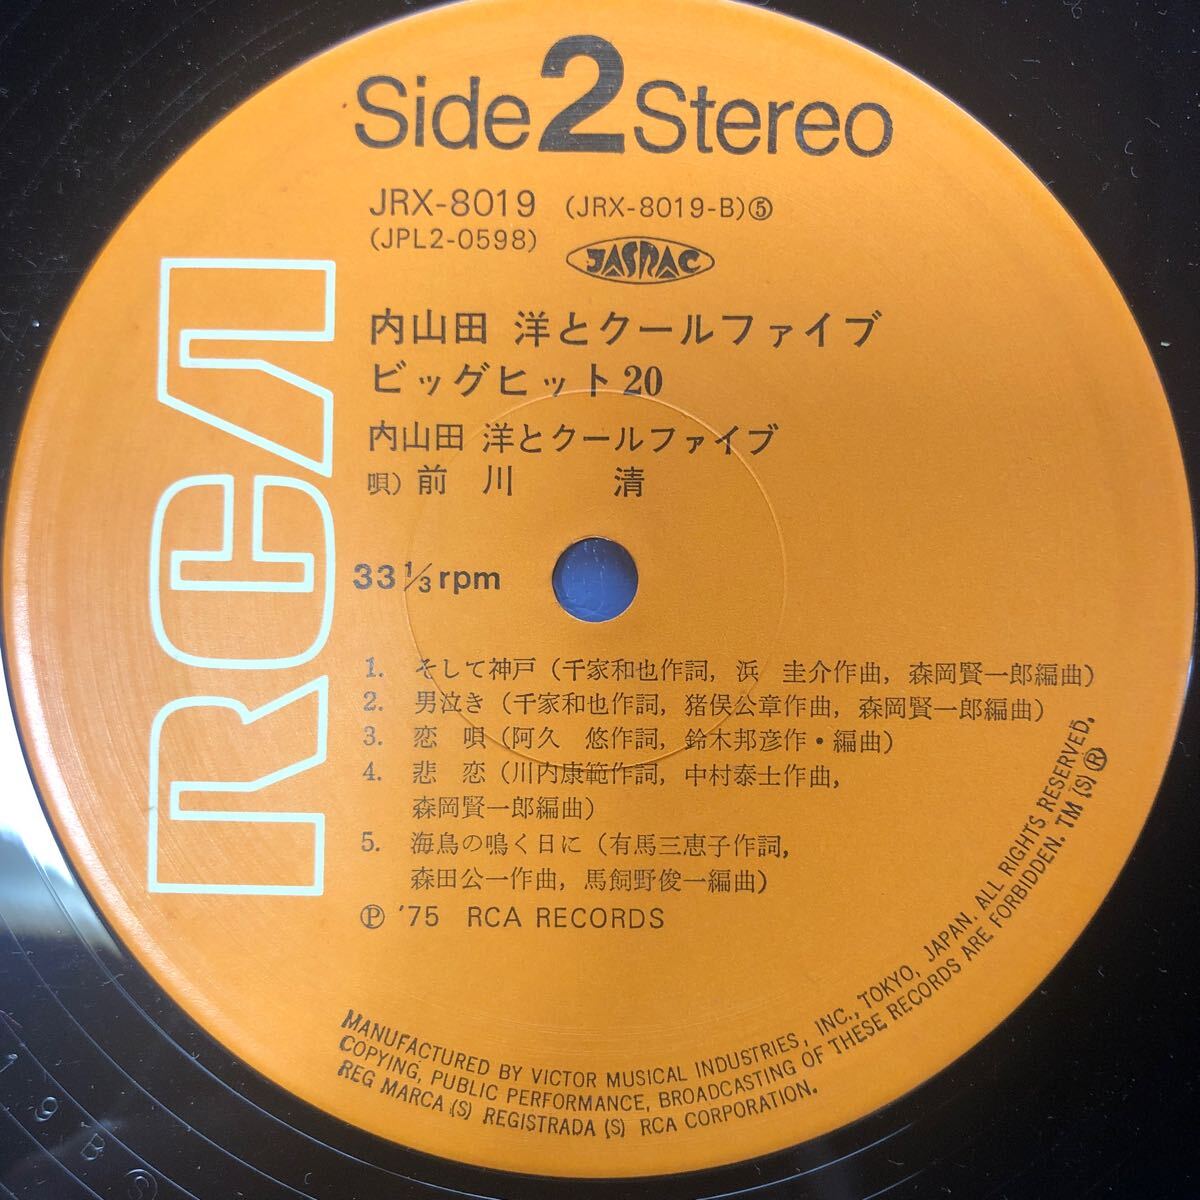 Side 2 Stereo
JRX-8019 (JRX-8019-B)⑤
(JPL2-0598)
JASRAC
RCA
内山田 洋とクールファイブ
ビッグヒット20
内山田 洋とクールファイブ
唄) 前 川 清
33 1/3 rpm
1. そして神戸 (千家和也作詞, 浜 圭介作曲, 森岡賢一郎編曲)
2. 男泣き (千家和也作詞, 猪俣公章作曲, 森岡賢一郎編曲)
3. 恋 唄 (阿久 悠作詞, 鈴木邦彦作・編曲)
4. 悲 恋 (川内康範作詞, 中村泰士作曲,
森岡賢一郎編曲)
5. 海鳥の鳴く日に (有馬三恵子作詞,
森田公一作曲, 馬飼野俊一編曲)
Ⓟ '75 RCA RECORDS
MANUFACTURED BY VICTOR MUSICAL INDUSTRIES, INC., TOKYO, JAPAN. ALL RIGHTS RESERVED.
COPYING, PUBLIC PERFORMANCE, BROADCASTING OF THESE RECORDS ARE FORBIDDEN. TM (S) ®
REG MARCA (S) REGISTRADA (S) RCA CORPORATION.